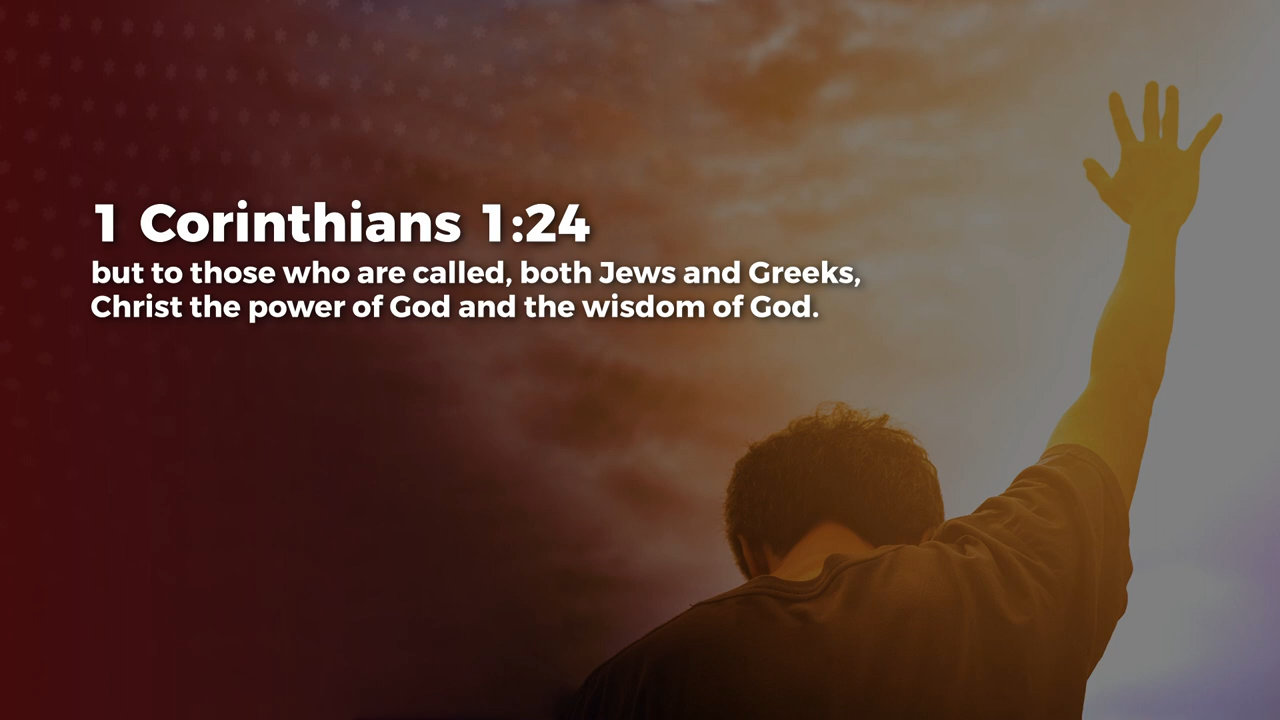 1 Corinthians 1:24
but to those who are called, both Jews and Greeks,
Christ the power of God and the wisdom of God.